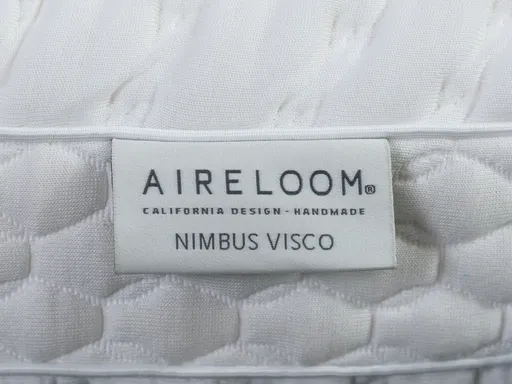 AIRELOOM®
CALIFORNIA DESIGN - HANDMADE
NIMBUS VISCO